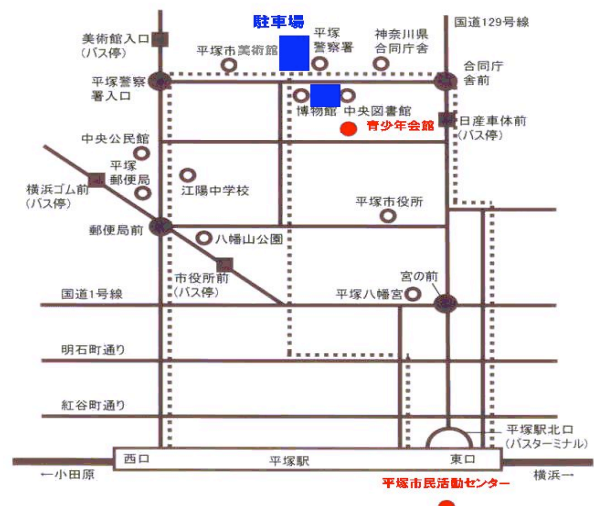 駐車場
国道129号線
美術館入口
(バス停)
平塚市美術館
平塚
警察署
神奈川県
合同庁舎
平塚警察
署入口
合同庁
舎前
博物館
中央図書館
青少年会館
日産車体前
(バス停)
中央公民館
平塚
郵便局
横浜ゴム前
(バス停)
江陽中学校
平塚市役所
郵便局前
八幡山公園
市役所前
(バス停)
宮の前
国道1号線
平塚八幡宮
明石町通り
紅谷町通り
平塚駅北口
(バスターミナル)
西口
平塚駅
東口
←小田原
横浜→
平塚市民活動センター